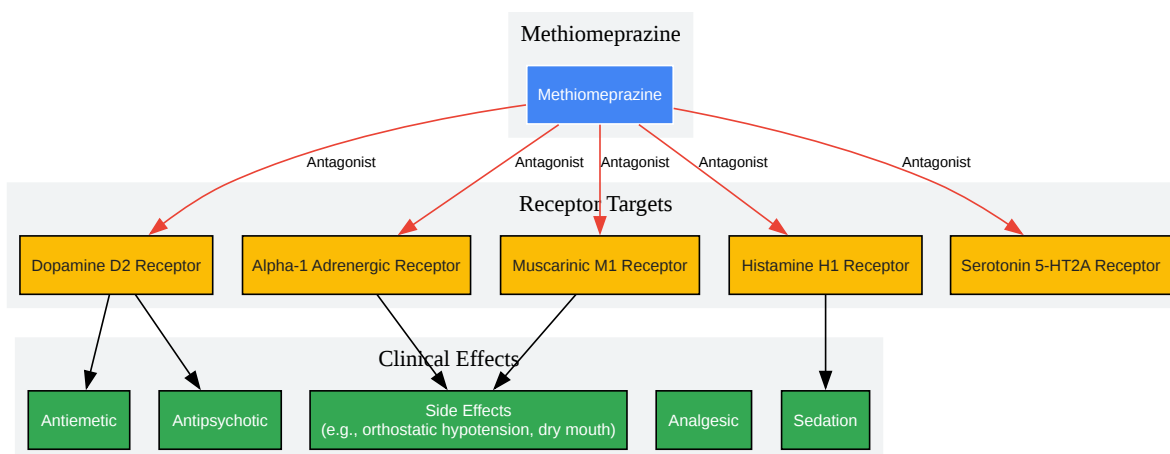 Methiomeprazine
Methiomeprazine
Antagonist
Antagonist
Antagonist
Antagonist
Antagonist
Receptor Targets
Dopamine D2 Receptor
Alpha-1 Adrenergic Receptor
Muscarinic M1 Receptor
Histamine H1 Receptor
Serotonin 5-HT2A Receptor
Clinical Effects
Antiemetic
Antipsychotic
Side Effects
(e.g., orthostatic hypotension, dry mouth)
Analgesic
Sedation